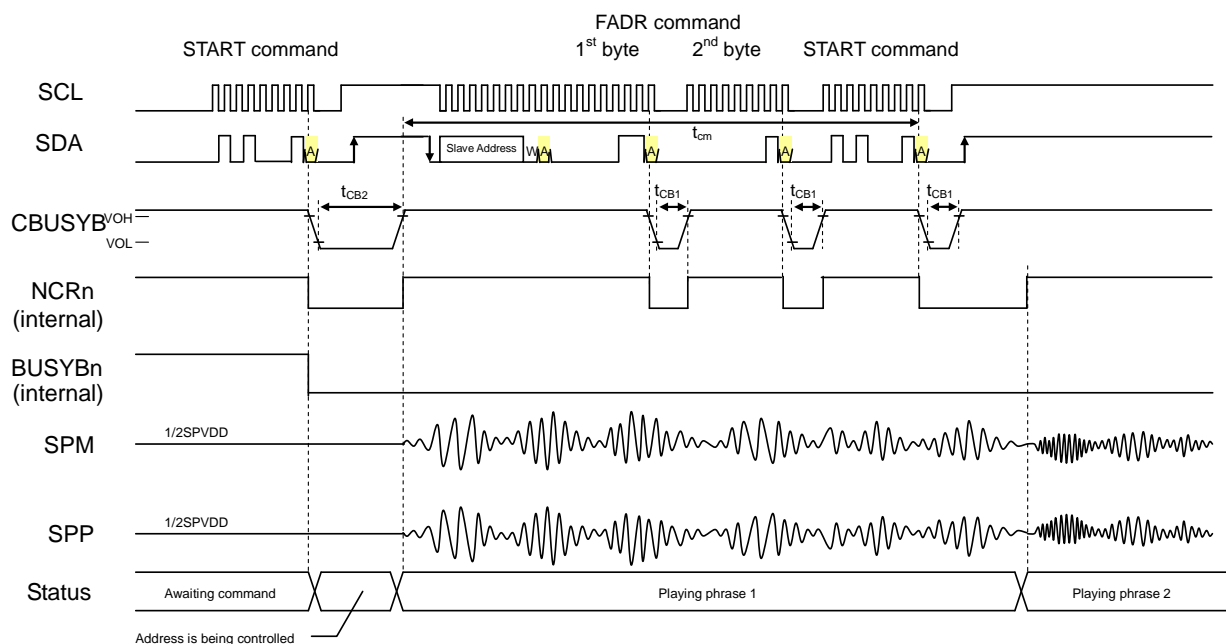 FADR command
START command 1st byte 2nd byte START command
SCL
tcm
SDA A Slave Address W A A A A
tCB2 tCB1 tCB1 tCB1
CBUSYB VOH
VOL
NCRn
(internal)
BUSYBn
(internal)
SPM 1/2SPVDD
SPP 1/2SPVDD
Status Awaiting command Playing phrase 1 Playing phrase 2
Address is being controlled